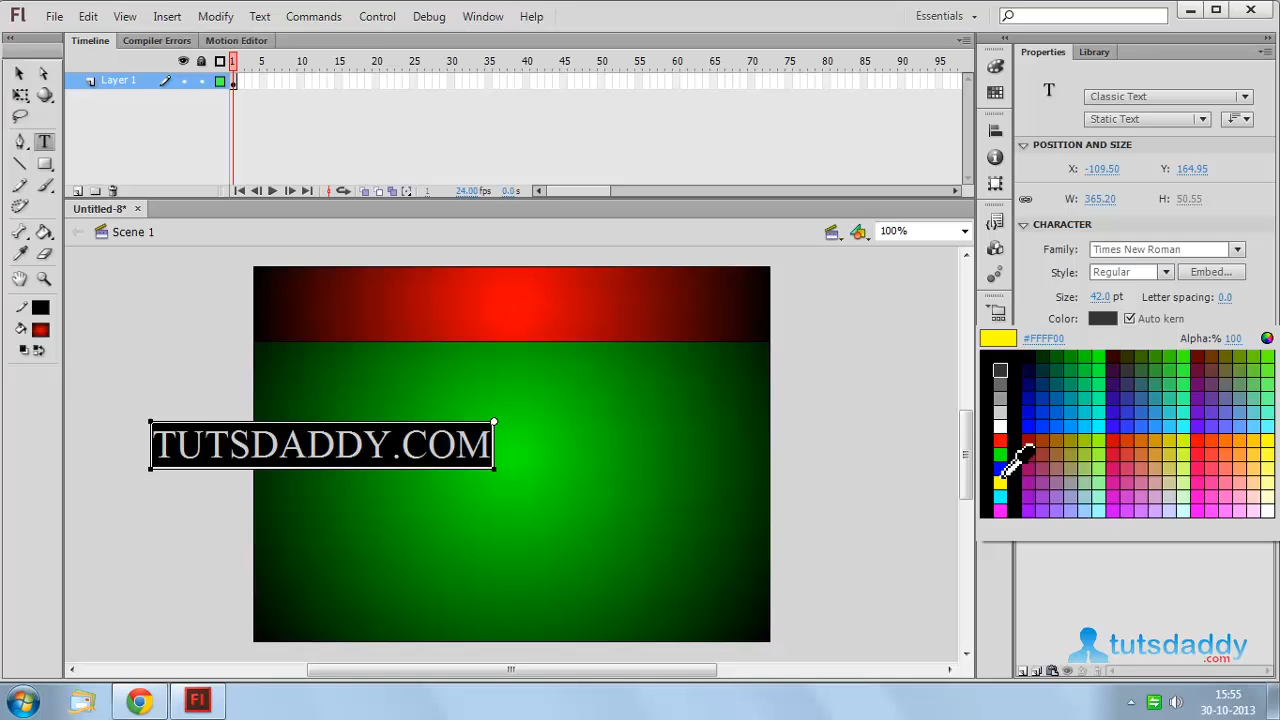 Fl File Edit View Insert Modify Text Commands Control Debug Window Help Essentials
Timeline Compiler Errors Motion Editor
1 5 10 15 20 25 30 35 40 45 50 55 60 65 70 75 80 85 90 95
Layer 1
1 24.00 fps 0.0 s
Untitled-8*
Scene 1 100%
TUTSDADDY.COM
Properties Library
T Classic Text
Static Text
POSITION AND SIZE
X: -109.50 Y: 164.95
W: 365.20 H: 50.55
CHARACTER
Family: Times New Roman
Style: Regular Embed...
Size: 42.0 pt Letter spacing: 0.0
Color: Auto kern
#FFFF00 Alpha:% 100
tutsdaddy
.com
Fl
15:55
30-10-2013